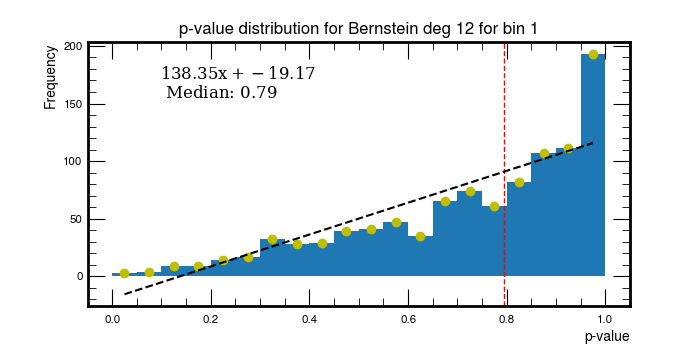 p-value distribution for Bernstein deg 12 for bin 1
Frequency
200
150
100
50
0
138.35x + −19.17
Median: 0.79
0.0 0.2 0.4 0.6 0.8 1.0
p-value